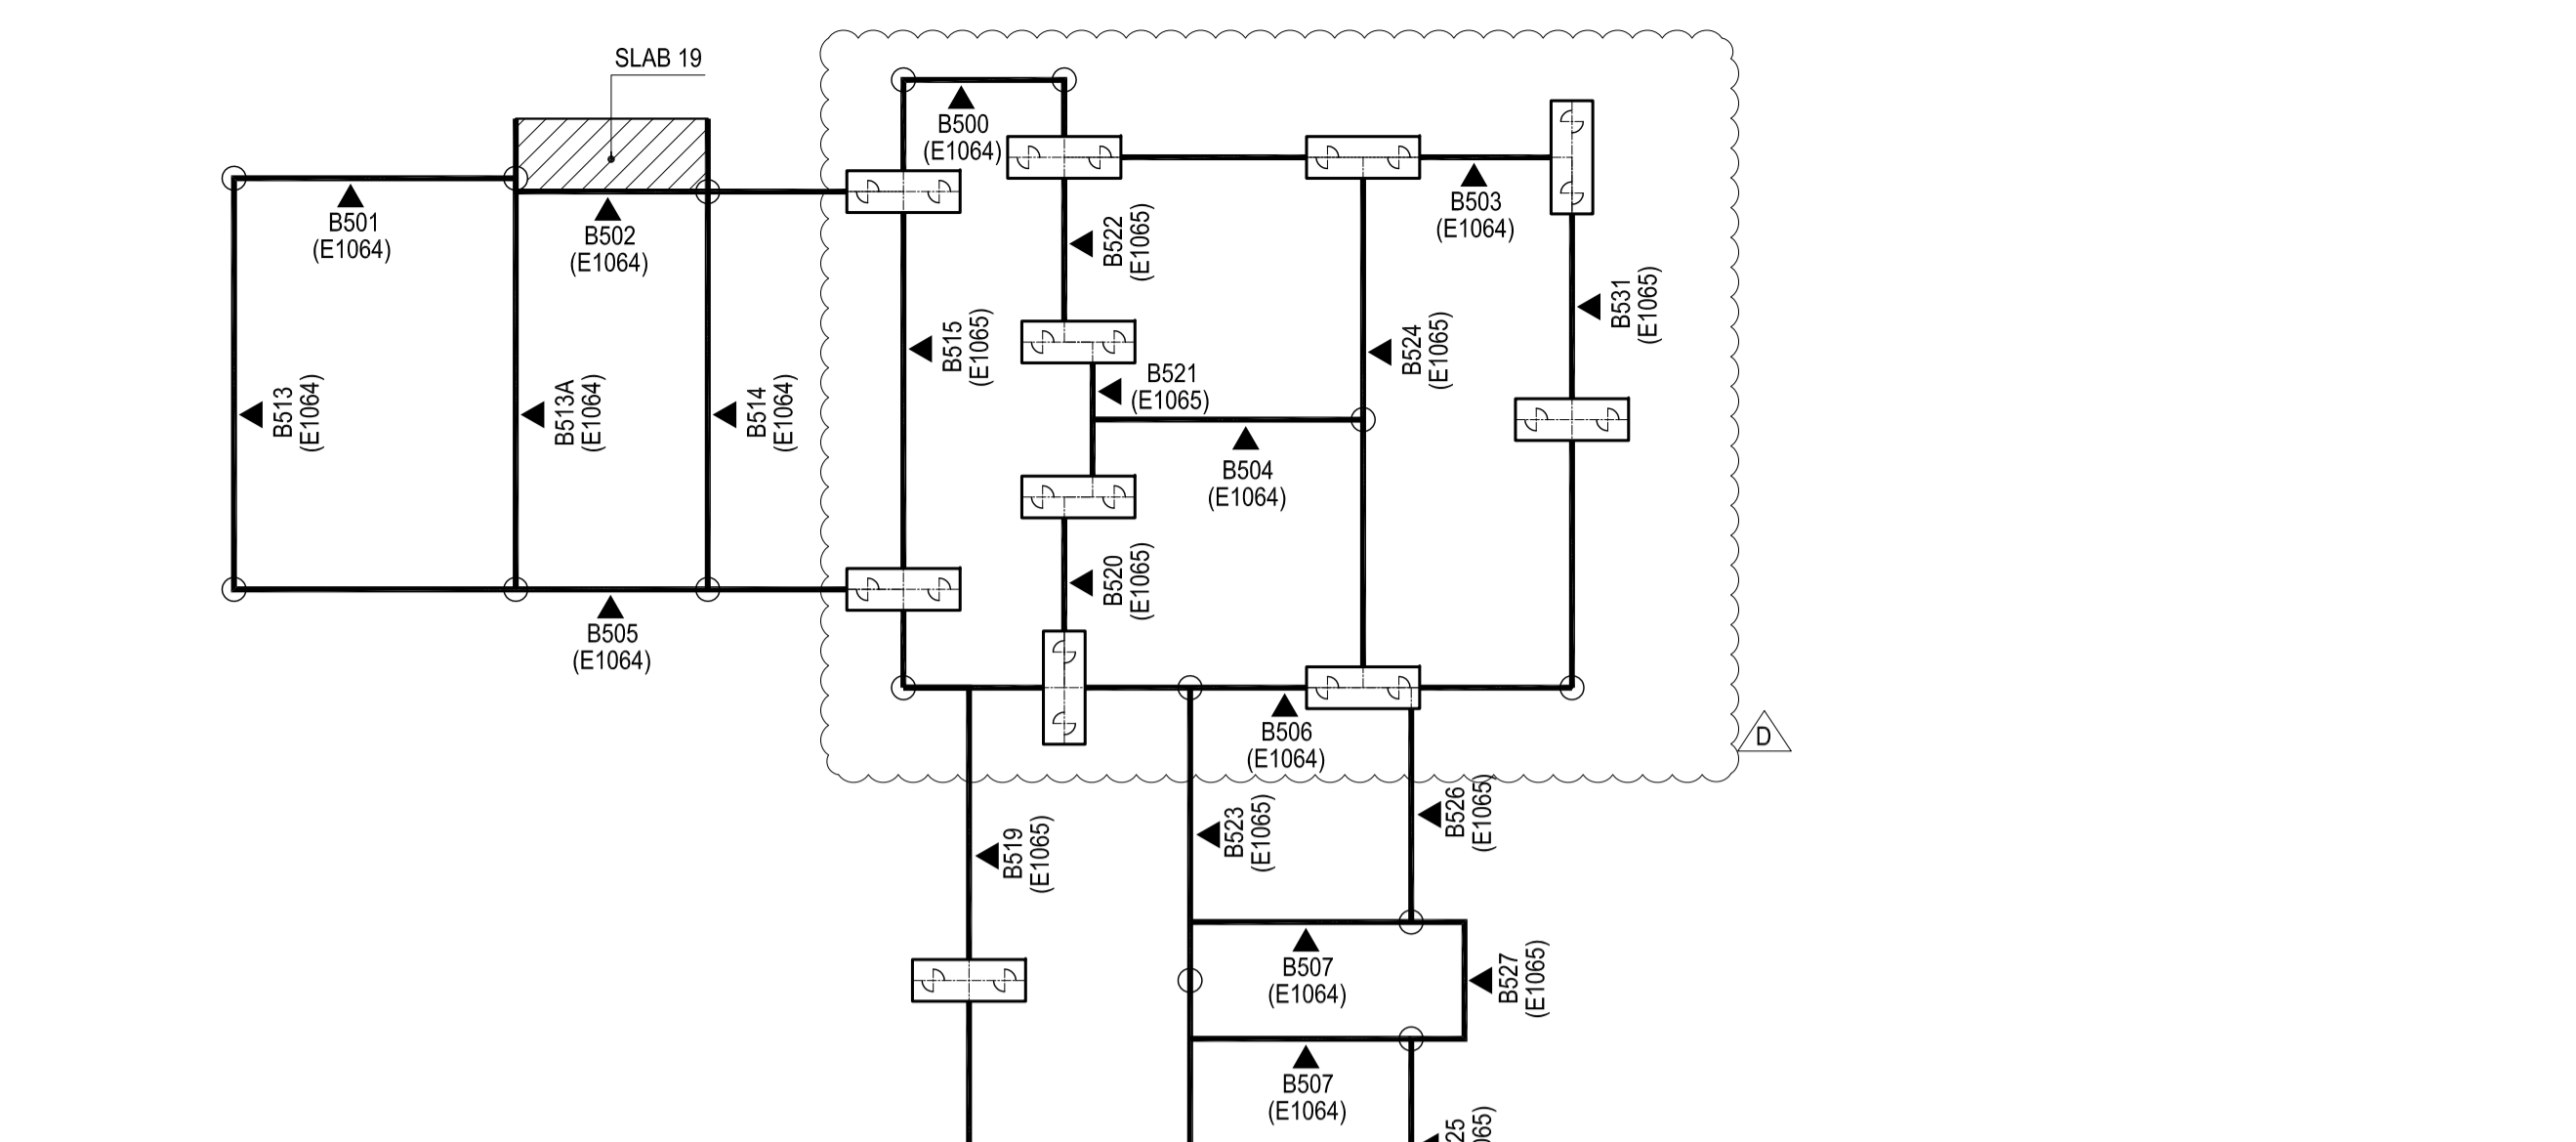 SLAB 19
B500
(E1064)
B501
(E1064)
B502
(E1064)
B503
(E1064)
B522
(E1065)
B531
(E1065)
B515
(E1065)
B524
(E1065)
B521
(E1065)
B513
(E1064)
B513A
(E1064)
B514
(E1064)
B504
(E1064)
B520
(E1065)
B505
(E1064)
B506
(E1064)
D
B526
(E1065)
B523
(E1065)
B519
(E1065)
B507
(E1064)
B527
(E1065)
B507
(E1064)